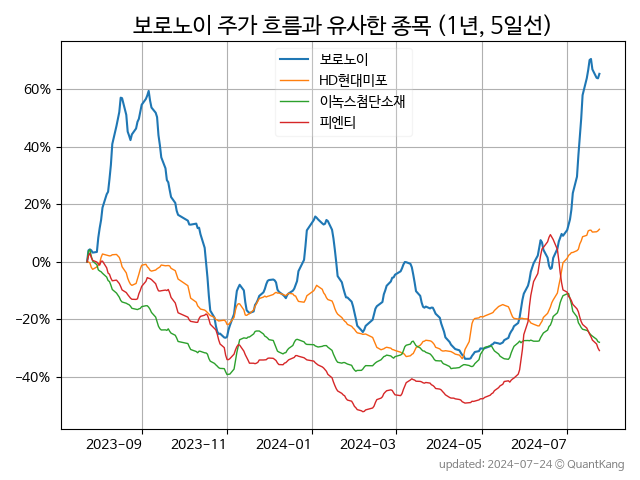 보로노이 주가 흐름과 유사한 종목 (1년, 5일선)
보로노이
HD현대미포
이녹스첨단소재
피엔티
60%
40%
20%
0%
−20%
−40%
2023-09
2023-11
2024-01
2024-03
2024-05
2024-07
updated: 2024-07-24 © QuantKang